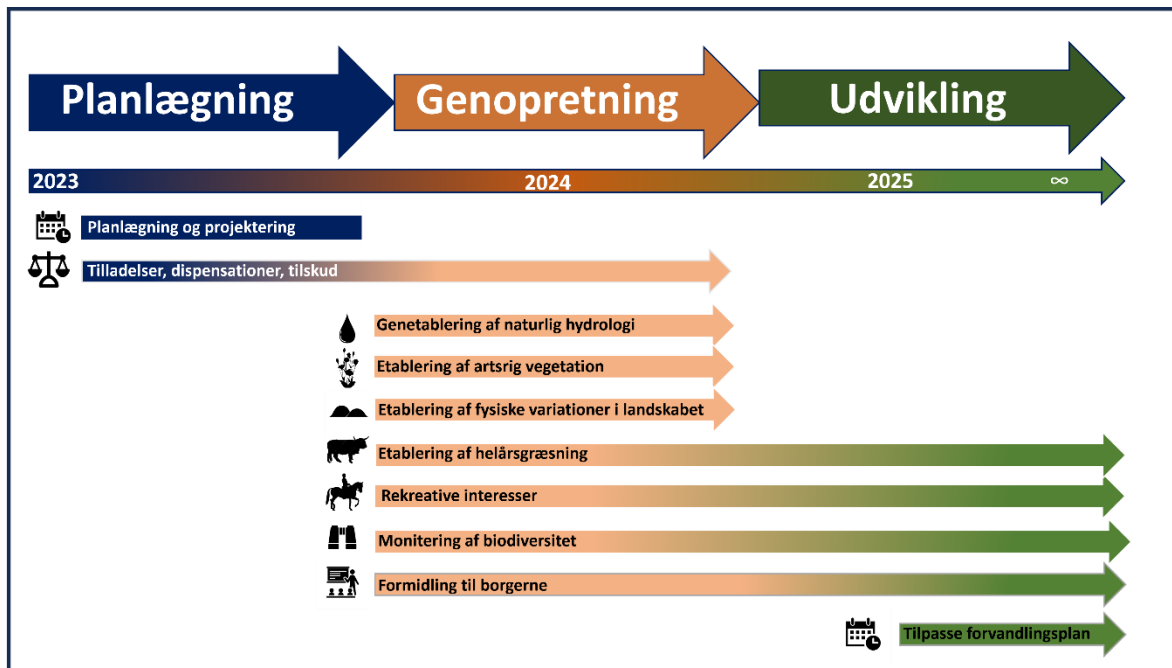 Planlægning
Genopretning
Udvikling
2023
2024
2025
∞
Planlægning og projektering
Tilladelser, dispensationer, tilskud
Genetablering af naturlig hydrologi
Etablering af artsrig vegetation
Etablering af fysiske variationer i landskabet
Etablering af helårsgræsning
Rekreative interesser
Monitering af biodiversitet
Formidling til borgerne
Tilpasse forvandlingsplan